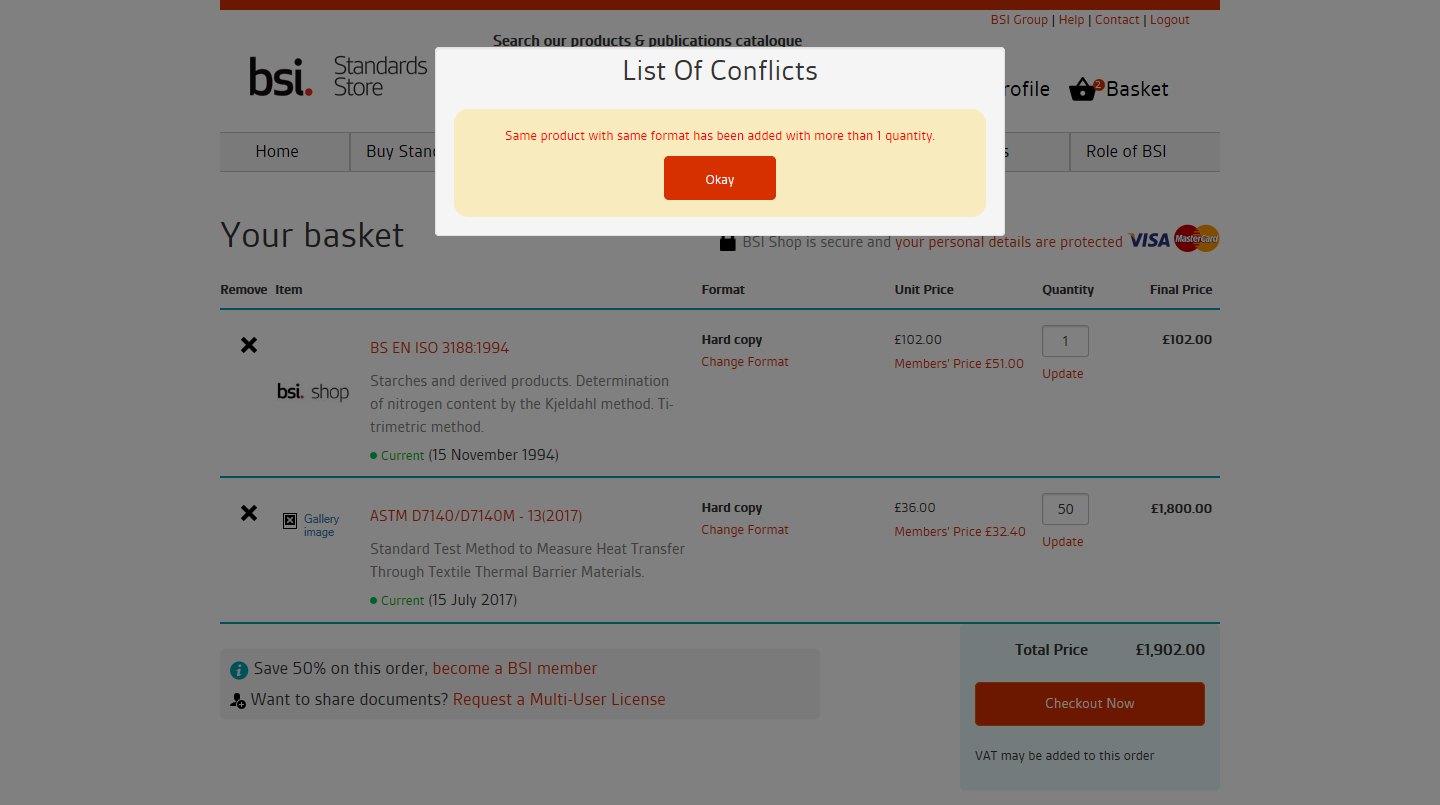 BSI Group | Help | Contact | Logout
Search our products & publications catalogue
bsi. Standards
Store
List Of Conflicts
rofile
2
Basket
Same product with same format has been added with more than 1 quantity.
Okay
Home
Buy Stan
s
Role of BSI
Your basket
BSI Shop is secure and your personal details are protected VISA MasterCard
Remove Item Format Unit Price Quantity Final Price
BS EN ISO 3188:1994
Hard copy
£102.00
1
£102.00
Change Format
Members' Price £51.00
Update
bsi. shop
Starches and derived products. Determination
of nitrogen content by the Kjeldahl method. Ti-
trimetric method.
Current (15 November 1994)
Gallery
image
ASTM D7140/D7140M - 13(2017)
Hard copy
£36.00
50
£1,800.00
Change Format
Members' Price £32.40
Update
Standard Test Method to Measure Heat Transfer
Through Textile Thermal Barrier Materials.
Current (15 July 2017)
Save 50% on this order, become a BSI member
Want to share documents? Request a Multi-User License
Total Price £1,902.00
Checkout Now
VAT may be added to this order